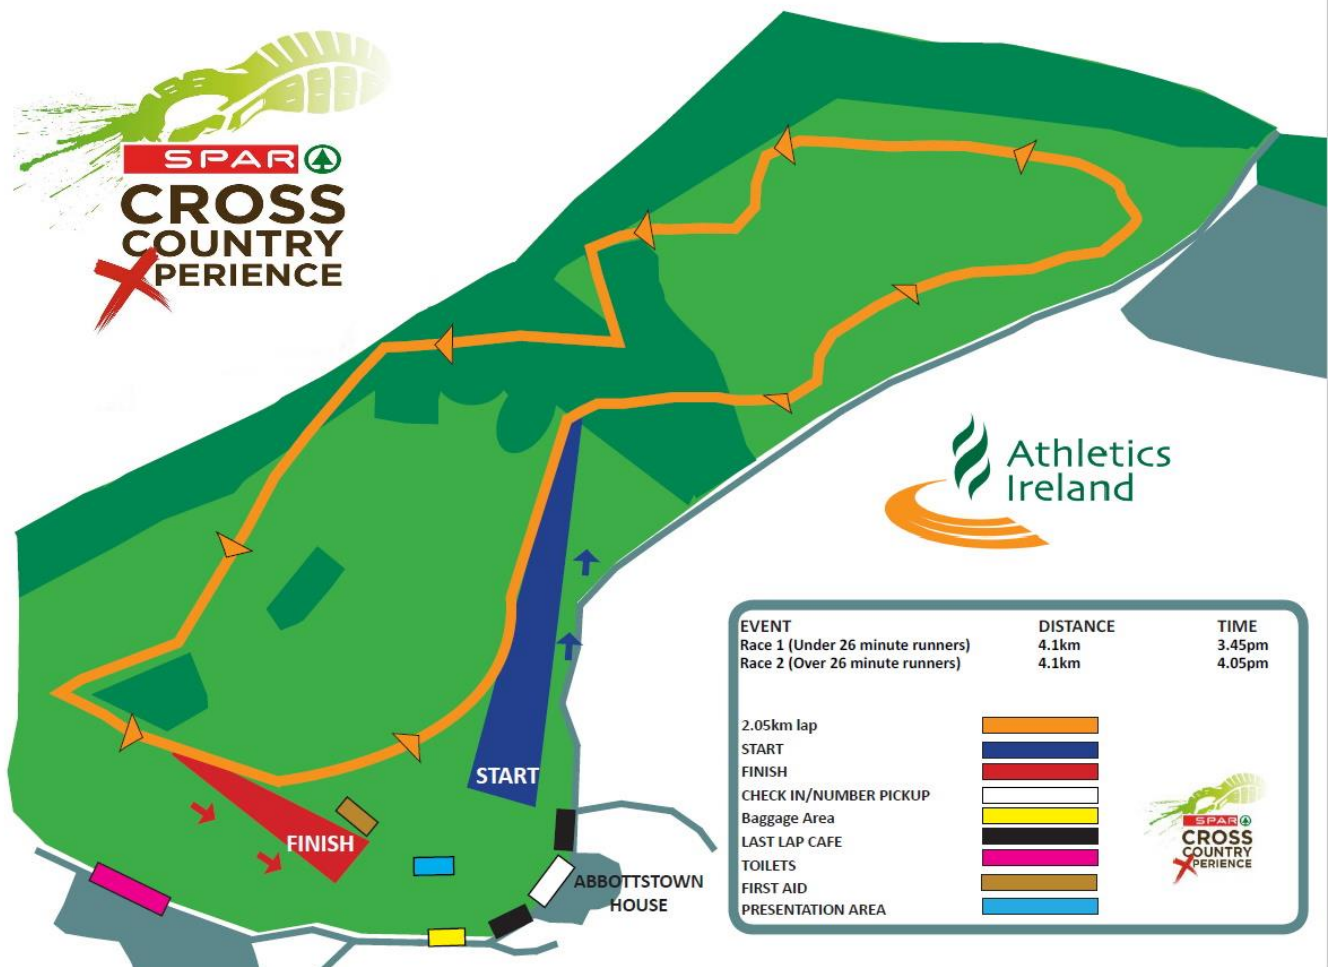 SPAR
CROSS
COUNTRY
XPERIENCE
Athletics
Ireland
START
FINISH
ABBOTTSTOWN
HOUSE
EVENT DISTANCE TIME
Race 1 (Under 26 minute runners) 4.1km 3.45pm
Race 2 (Over 26 minute runners) 4.1km 4.05pm
2.05km lap
START
FINISH
CHECK IN/NUMBER PICKUP
Baggage Area
LAST LAP CAFE
TOILETS
FIRST AID
PRESENTATION AREA
SPAR
CROSS
COUNTRY
XPERIENCE